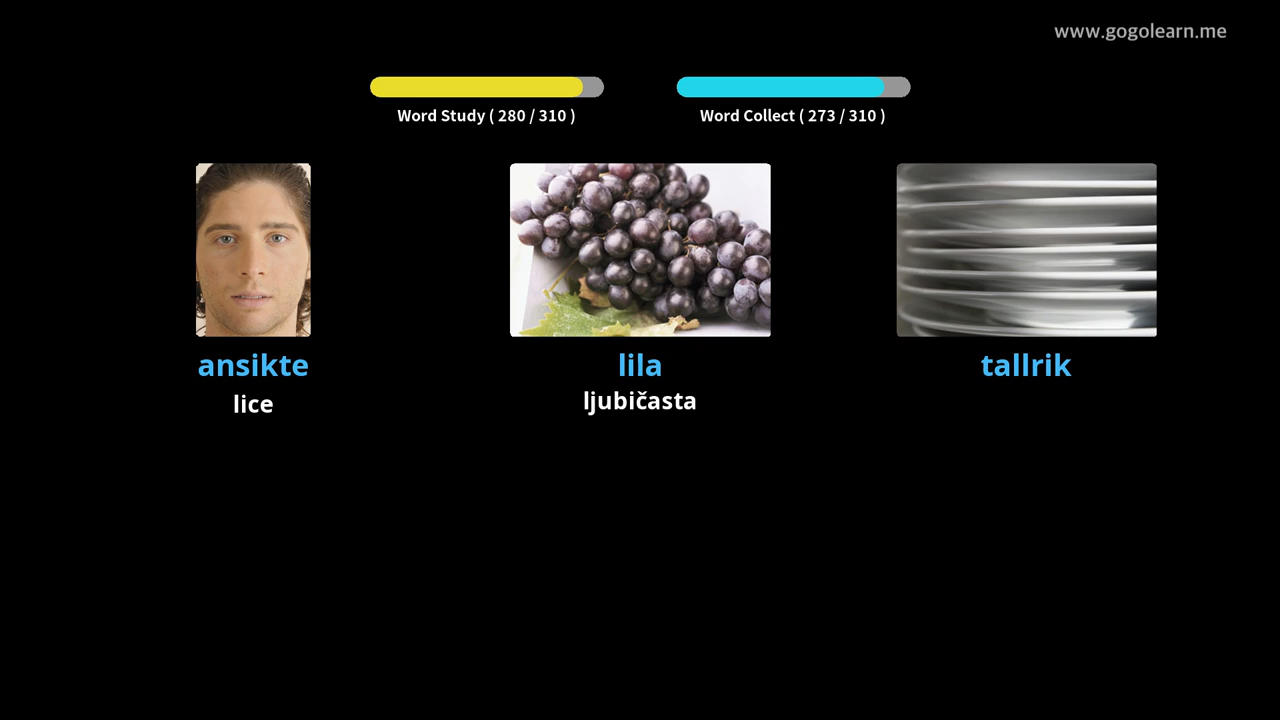 www.gogolearn.me
Word Study ( 280 / 310 )
Word Collect ( 273 / 310 )
ansikte
lila
tallrik
lice
ljubičasta